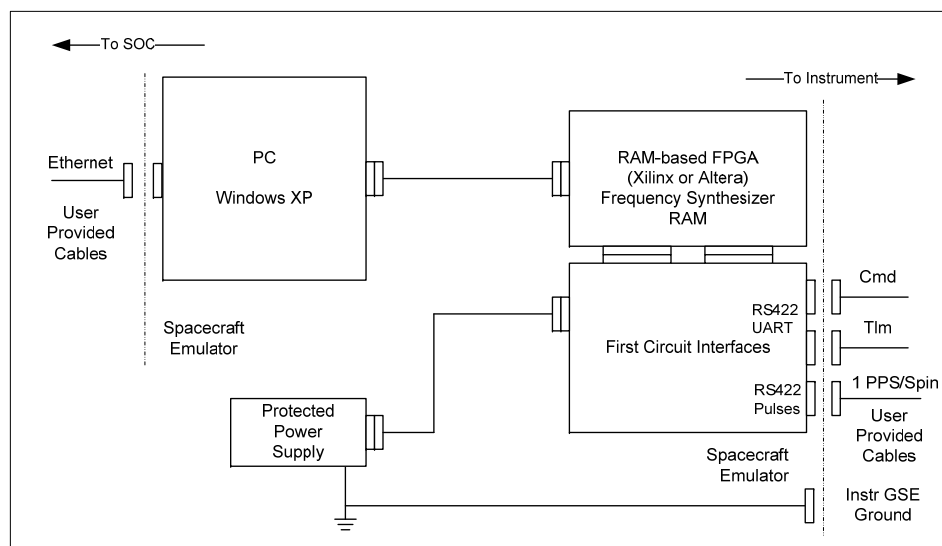 To SOC
To Instrument
PC
Windows XP
RAM-based FPGA
(Xilinx or Altera)
Frequency Synthesizer
RAM
Ethernet
User
Provided
Cables
Spacecraft
Emulator
First Circuit Interfaces
RS422
UART
RS422
Pulses
Cmd
Tlm
1 PPS/Spin
User
Provided
Cables
Protected
Power
Supply
Spacecraft
Emulator
Instr GSE
Ground